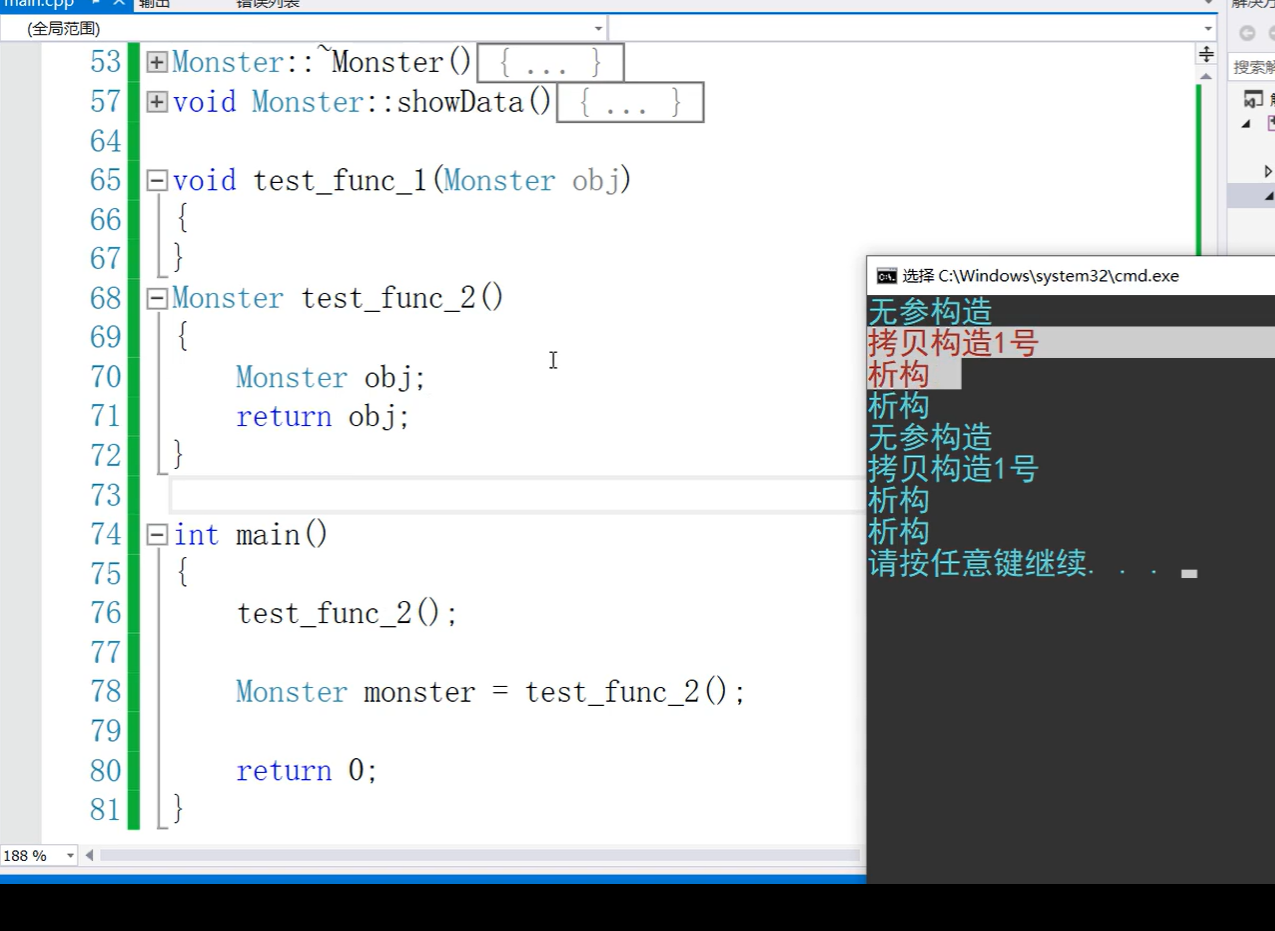 main.cpp 输出 错误列表
(全局范围)
53 Monster::~Monster() { ... }
57 void Monster::showData() { ... }
64
65 void test_func_1(Monster obj)
66 {
67 }
68 Monster test_func_2()
69 {
70 Monster obj;
71 return obj;
72 }
73
74 int main()
75 {
76 test_func_2();
77
78 Monster monster = test_func_2();
79
80 return 0;
81 }
188 %
搜索解
选择 C:\Windows\system32\cmd.exe
无参构造
拷贝构造1号
析构
析构
无参构造
拷贝构造1号
析构
析构
请按任意键继续. . .